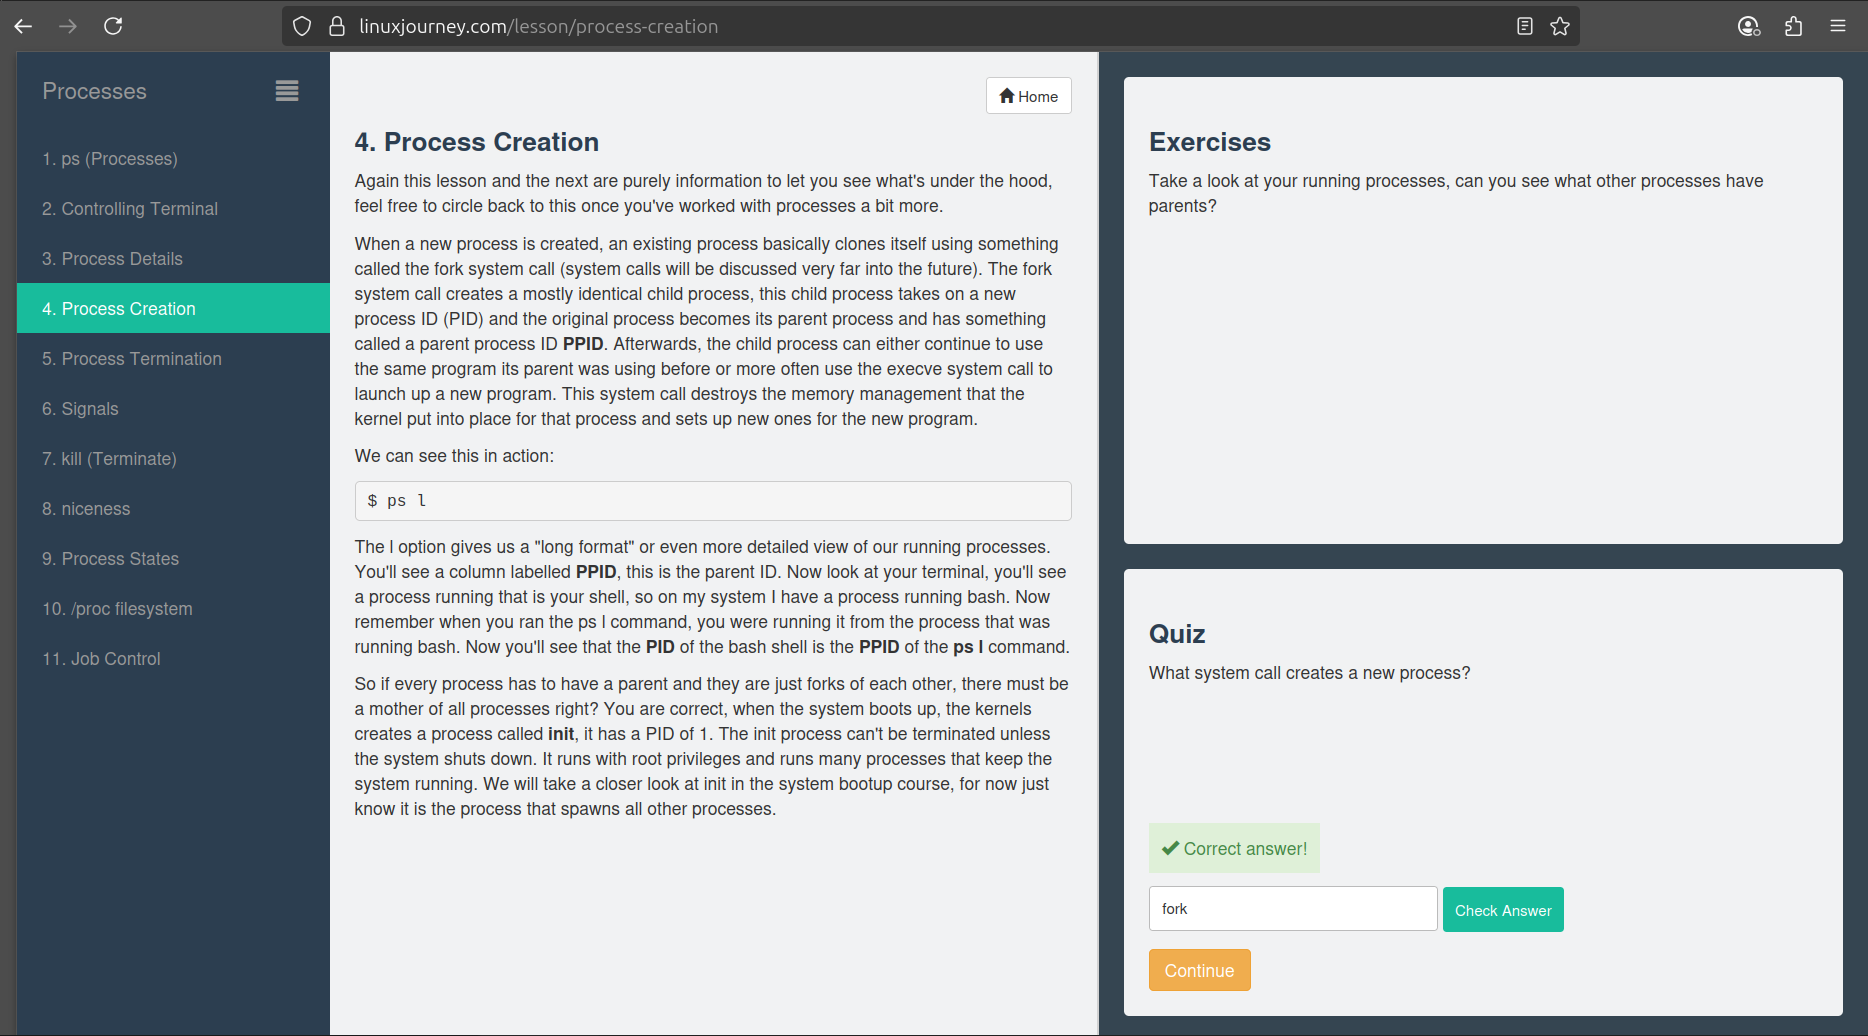 linuxjourney.com/lesson/process-creation
Processes
1. ps (Processes)
2. Controlling Terminal
3. Process Details
4. Process Creation
5. Process Termination
6. Signals
7. kill (Terminate)
8. niceness
9. Process States
10. /proc filesystem
11. Job Control
Home
4. Process Creation
Again this lesson and the next are purely information to let you see what's under the hood,
feel free to circle back to this once you've worked with processes a bit more.
When a new process is created, an existing process basically clones itself using something
called the fork system call (system calls will be discussed very far into the future). The fork
system call creates a mostly identical child process, this child process takes on a new
process ID (PID) and the original process becomes its parent process and has something
called a parent process ID PPID. Afterwards, the child process can either continue to use
the same program its parent was using before or more often use the execve system call to
launch up a new program. This system call destroys the memory management that the
kernel put into place for that process and sets up new ones for the new program.
We can see this in action:
$ ps l
The l option gives us a "long format" or even more detailed view of our running processes.
You'll see a column labelled PPID, this is the parent ID. Now look at your terminal, you'll see
a process running that is your shell, so on my system I have a process running bash. Now
remember when you ran the ps l command, you were running it from the process that was
running bash. Now you'll see that the PID of the bash shell is the PPID of the ps l command.
So if every process has to have a parent and they are just forks of each other, there must be
a mother of all processes right? You are correct, when the system boots up, the kernels
creates a process called init, it has a PID of 1. The init process can't be terminated unless
the system shuts down. It runs with root privileges and runs many processes that keep the
system running. We will take a closer look at init in the system bootup course, for now just
know it is the process that spawns all other processes.
Exercises
Take a look at your running processes, can you see what other processes have
parents?
Quiz
What system call creates a new process?
Correct answer!
fork
Check Answer
Continue